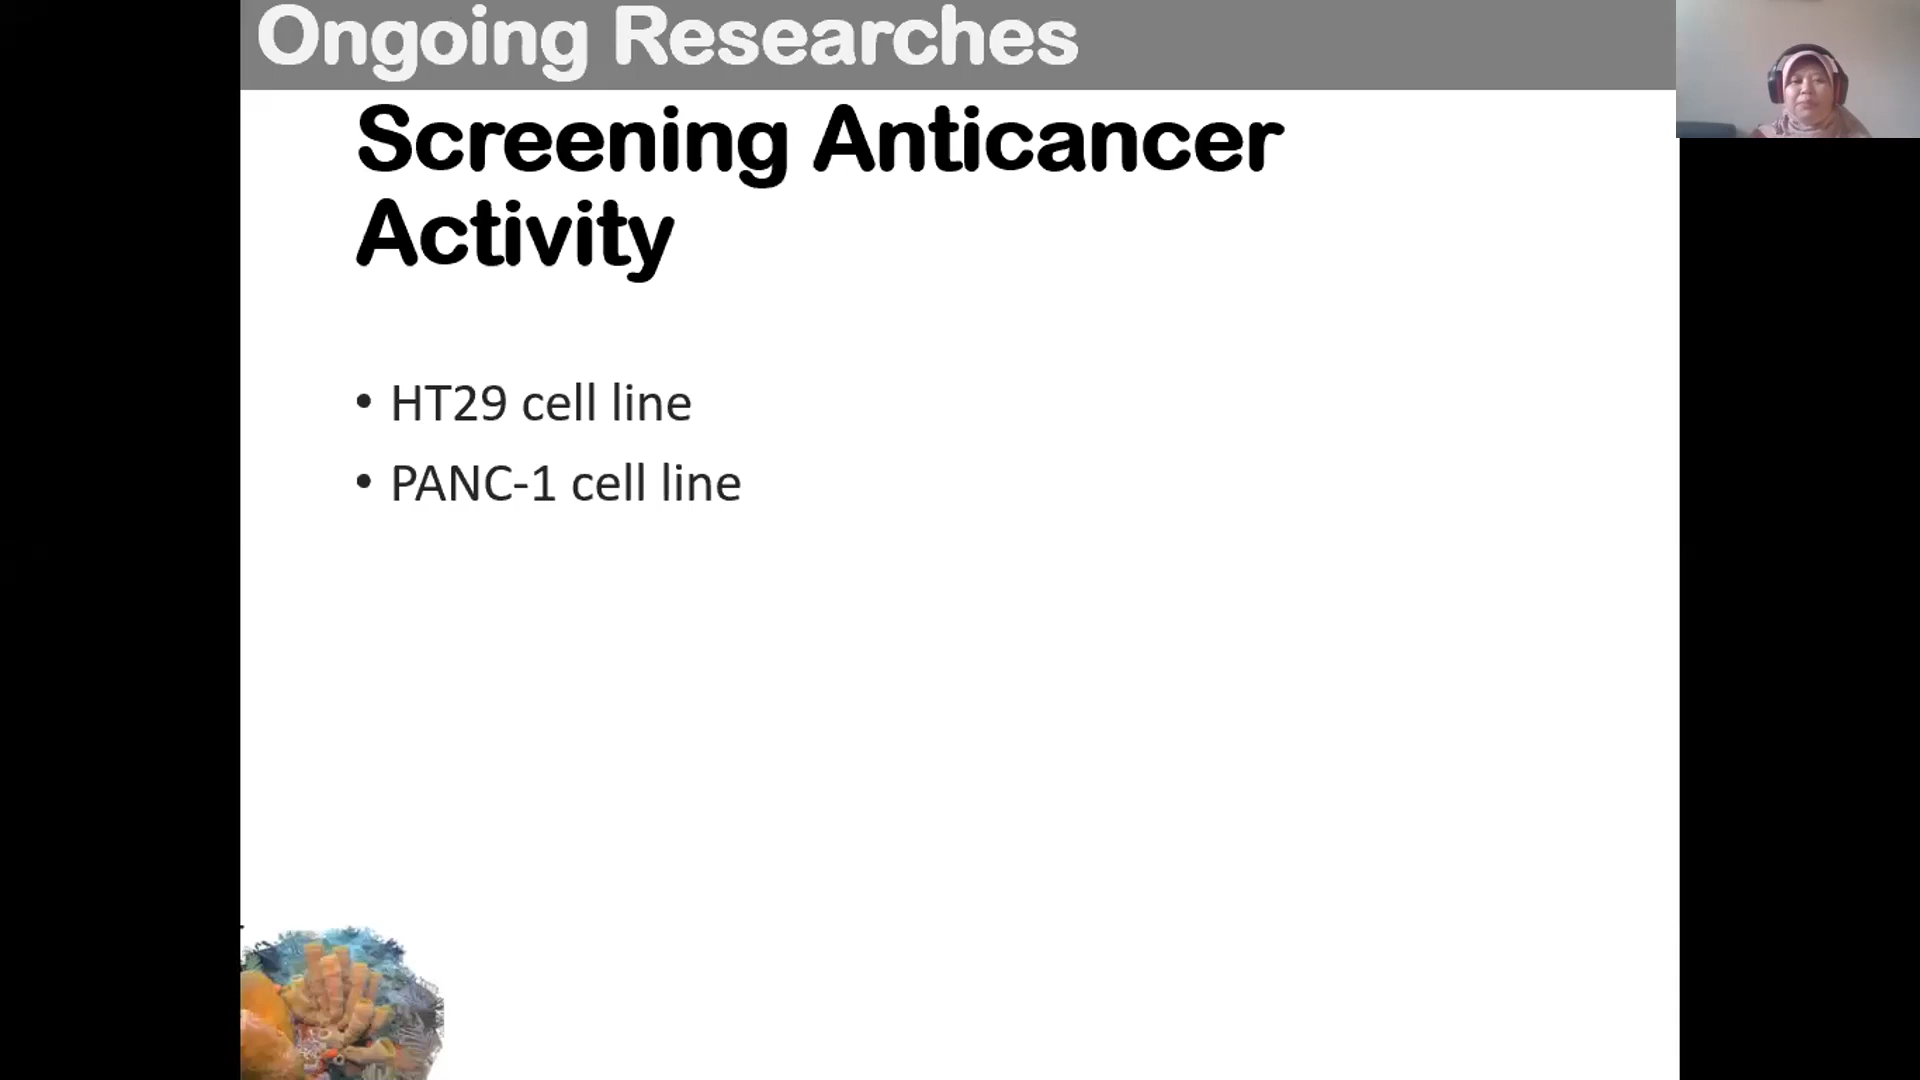 Ongoing Researches
Screening Anticancer
Activity
• HT29 cell line
• PANC-1 cell line